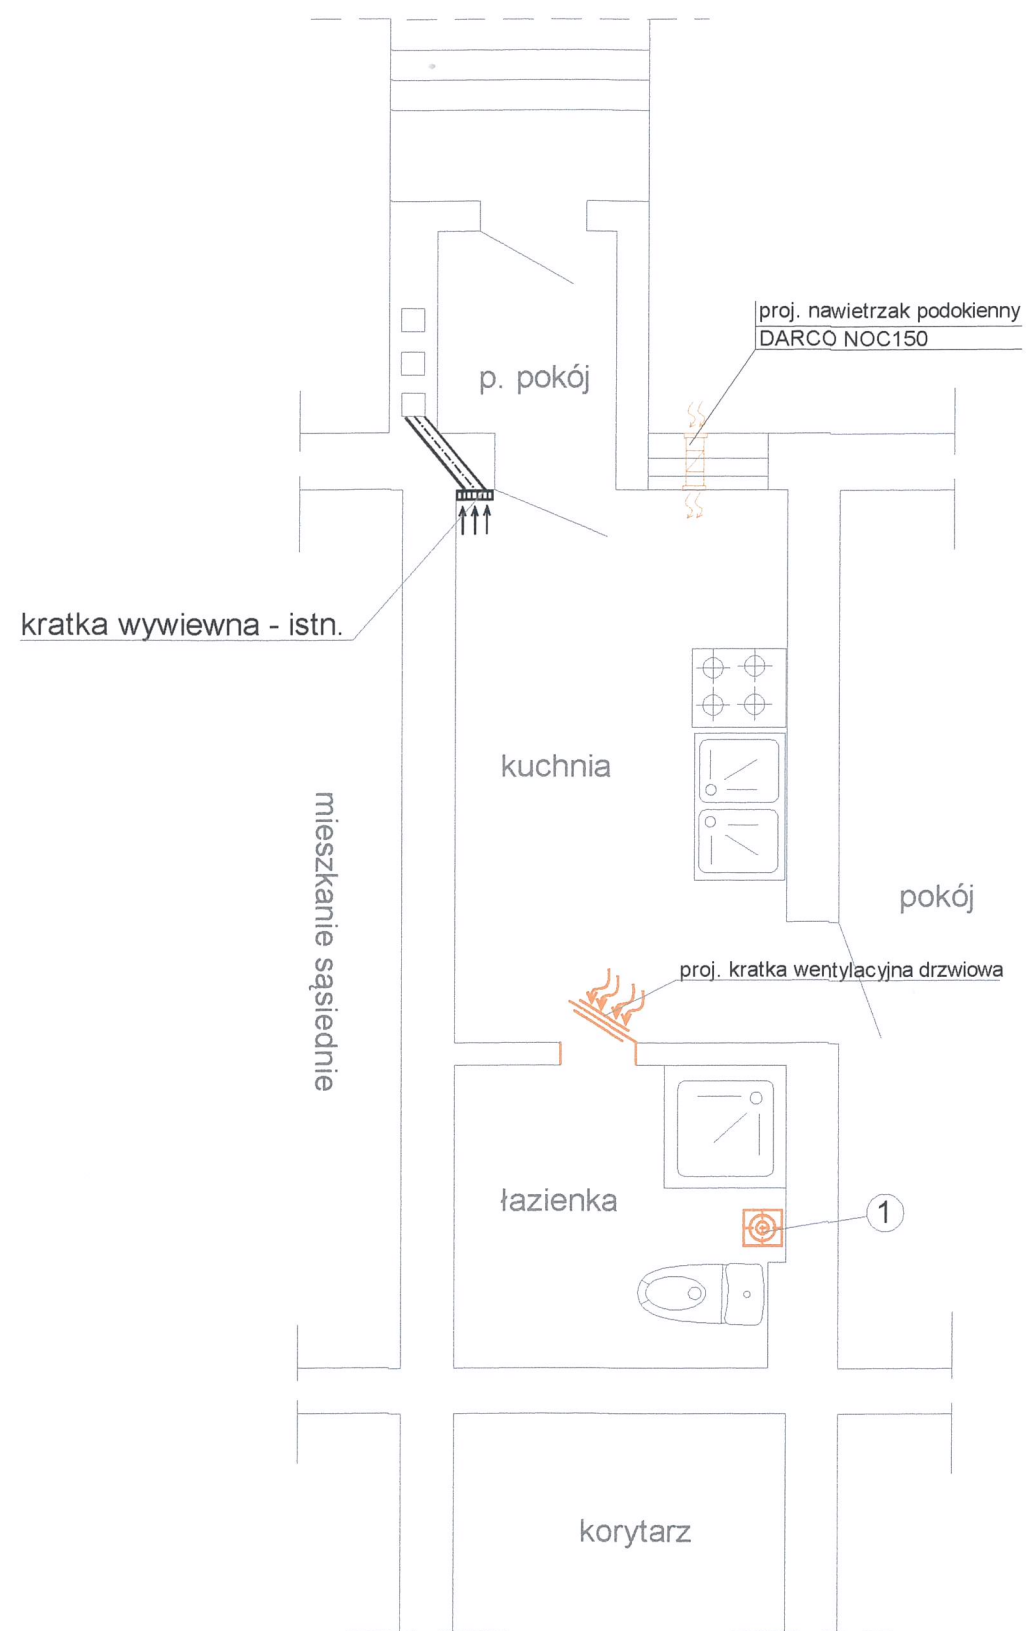 proj. nawietrzak podokienny
DARCO NOC150
p. pokój
kratka wywiewna - istn.
kuchnia
mieszkanie sąsiednie
pokój
proj. kratka wentylacyjna drzwiowa
łazienka
1
korytarz